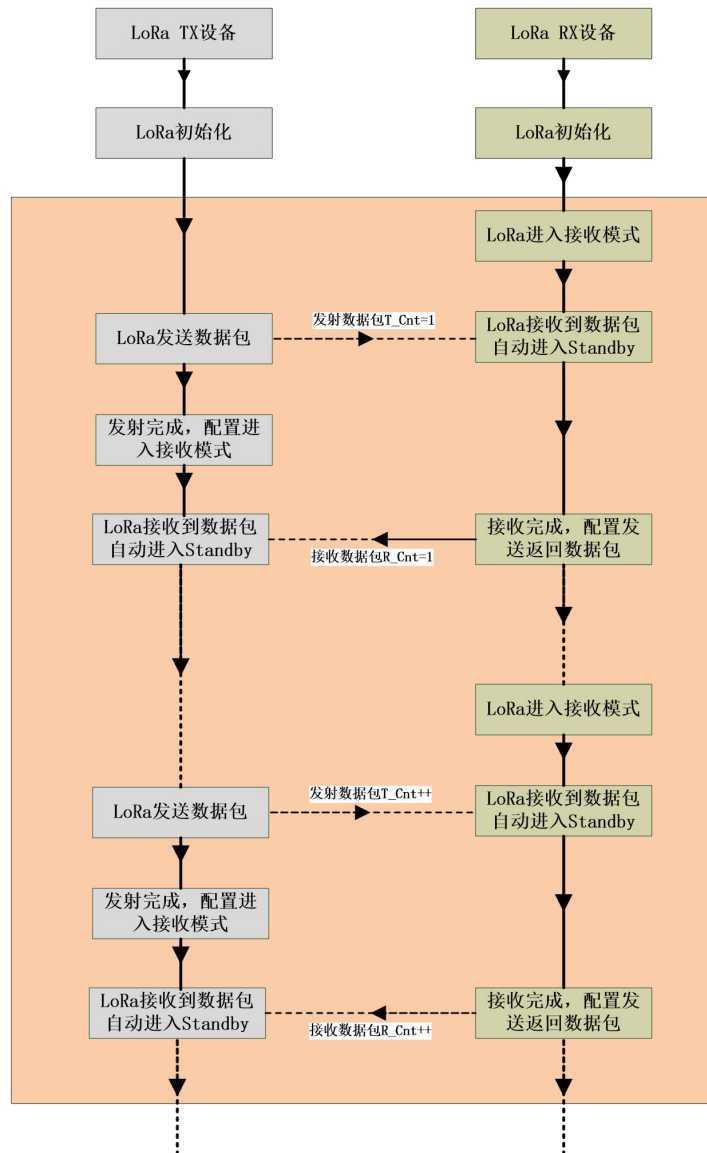 LoRa TX设备
LoRa RX设备
LoRa初始化
LoRa初始化
LoRa进入接收模式
LoRa发送数据包
发射数据包T_Cnt=1
LoRa接收到数据包
自动进入Standby
发射完成，配置进
入接收模式
LoRa接收到数据包
自动进入Standby
接收数据包R_Cnt=1
接收完成，配置发
送返回数据包
LoRa进入接收模式
LoRa发送数据包
发射数据包T_Cnt++
LoRa接收到数据包
自动进入Standby
发射完成，配置进
入接收模式
LoRa接收到数据包
自动进入Standby
接收数据包R_Cnt++
接收完成，配置发
送返回数据包